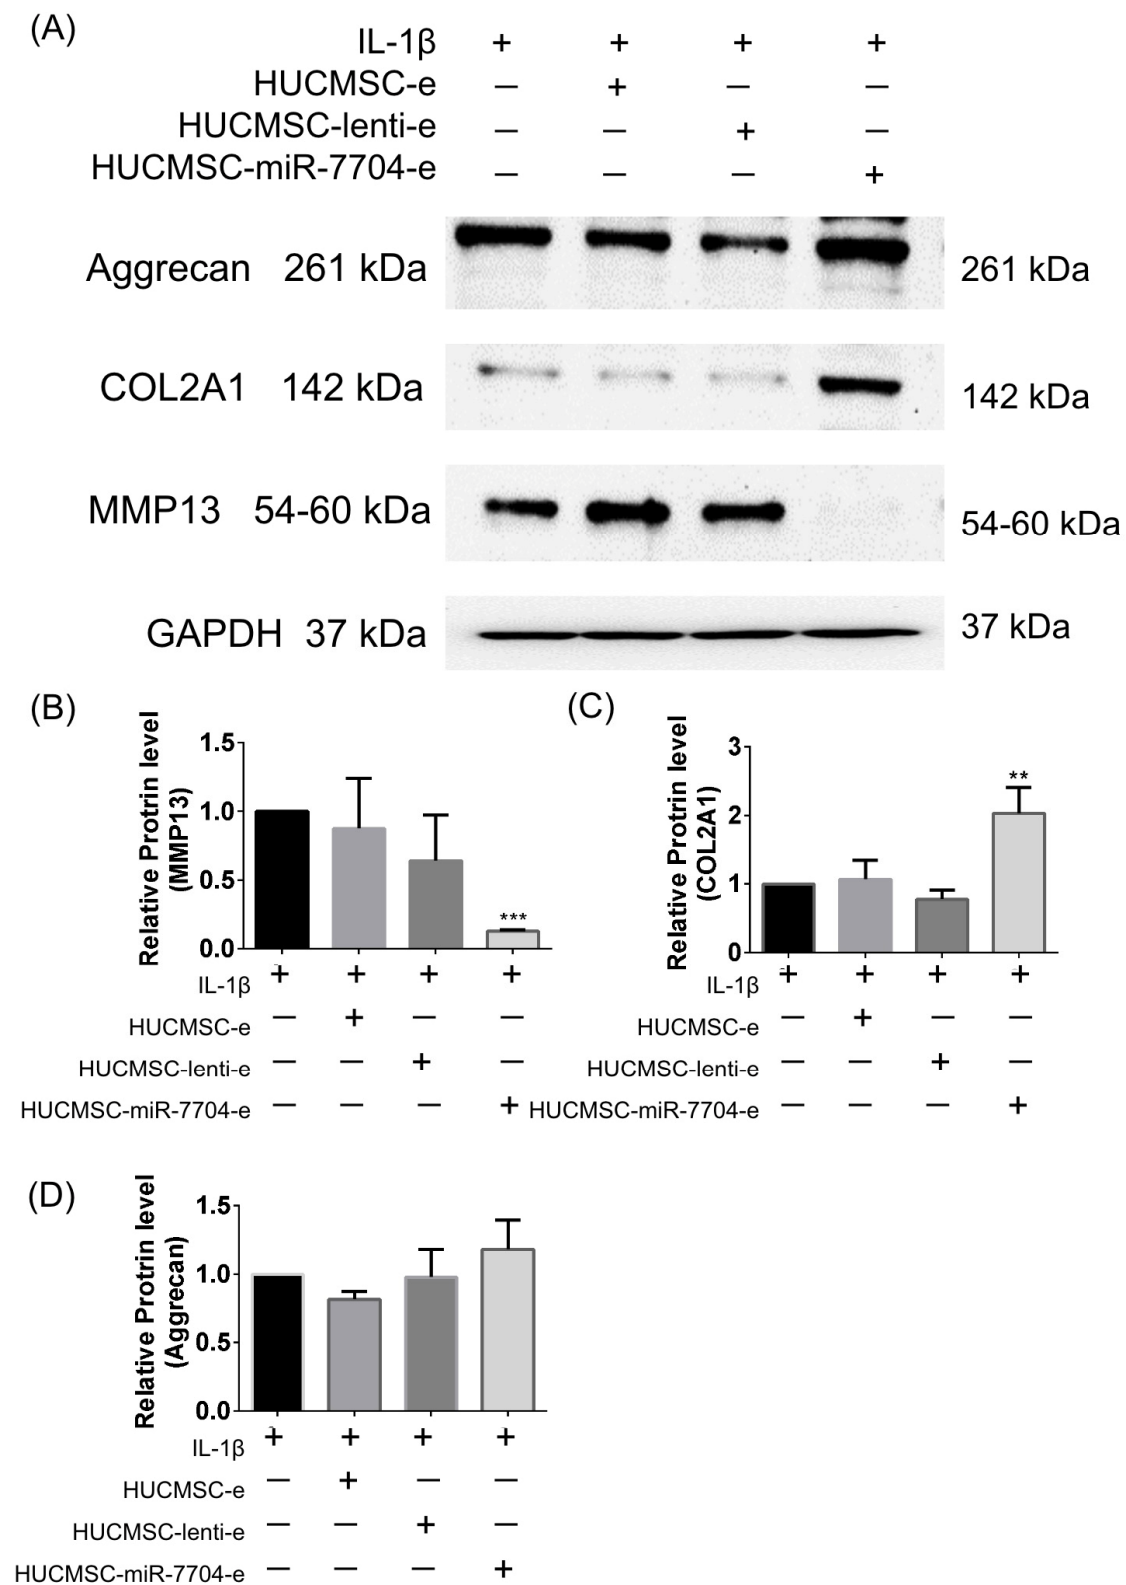 (A)
IL-1β + + + +
HUCMSC-e — + — —
HUCMSC-lenti-e — — + —
HUCMSC-miR-7704-e — — — +
Aggrecan 261 kDa 261 kDa
COL2A1 142 kDa 142 kDa
MMP13 54-60 kDa 54-60 kDa
GAPDH 37 kDa 37 kDa
(B)
Relative Protrin level
(MMP13)
1.5
1.0
0.5
0.0
***
IL-1β + + + +
HUCMSC-e — + — —
HUCMSC-lenti-e — — + —
HUCMSC-miR-7704-e — — — +
(C)
Relative Protrin level
(COL2A1)
3
2
1
0
**
IL-1β + + + +
HUCMSC-e — + — —
HUCMSC-lenti-e — — + —
HUCMSC-miR-7704-e — — — +
(D)
Relative Protrin level
(Aggrecan)
1.5
1.0
0.5
0.0
IL-1β + + + +
HUCMSC-e — + — —
HUCMSC-lenti-e — — + —
HUCMSC-miR-7704-e — — — +